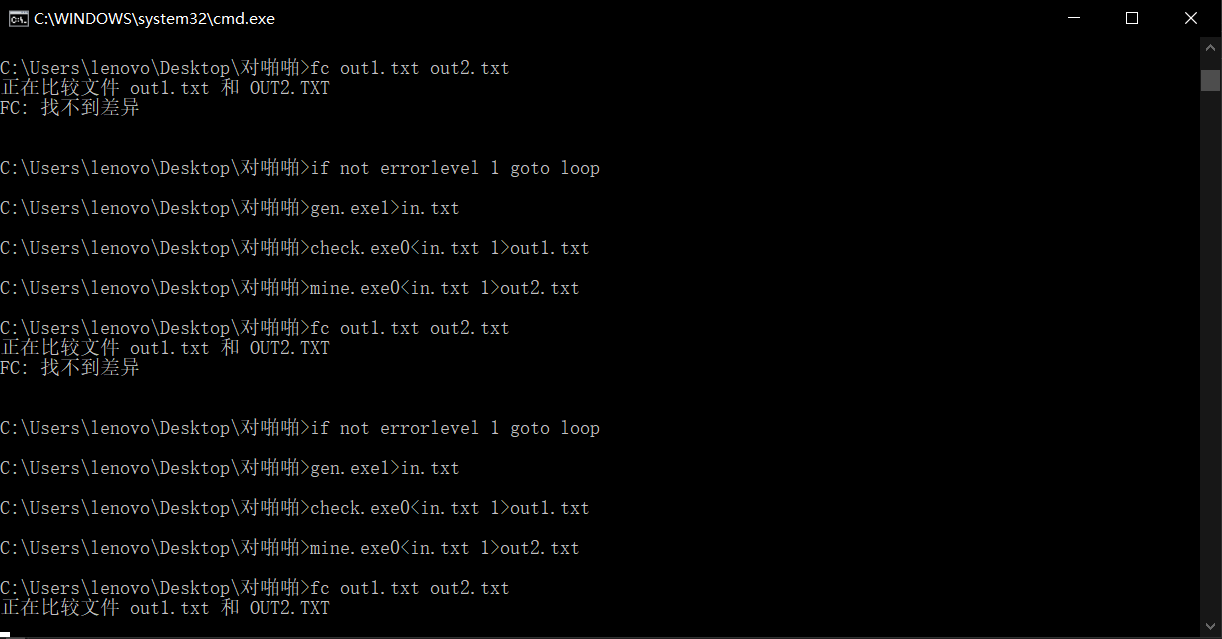 C:\WINDOWS\system32\cmd.exe
C:\Users\lenovo\Desktop\对啪啪>fc out1.txt out2.txt
正在比较文件 out1.txt 和 OUT2.TXT
FC: 找不到差异
C:\Users\lenovo\Desktop\对啪啪>if not errorlevel 1 goto loop
C:\Users\lenovo\Desktop\对啪啪>gen.exe1>in.txt
C:\Users\lenovo\Desktop\对啪啪>check.exe0<in.txt 1>out1.txt
C:\Users\lenovo\Desktop\对啪啪>mine.exe0<in.txt 1>out2.txt
C:\Users\lenovo\Desktop\对啪啪>fc out1.txt out2.txt
正在比较文件 out1.txt 和 OUT2.TXT
FC: 找不到差异
C:\Users\lenovo\Desktop\对啪啪>if not errorlevel 1 goto loop
C:\Users\lenovo\Desktop\对啪啪>gen.exe1>in.txt
C:\Users\lenovo\Desktop\对啪啪>check.exe0<in.txt 1>out1.txt
C:\Users\lenovo\Desktop\对啪啪>mine.exe0<in.txt 1>out2.txt
C:\Users\lenovo\Desktop\对啪啪>fc out1.txt out2.txt
正在比较文件 out1.txt 和 OUT2.TXT